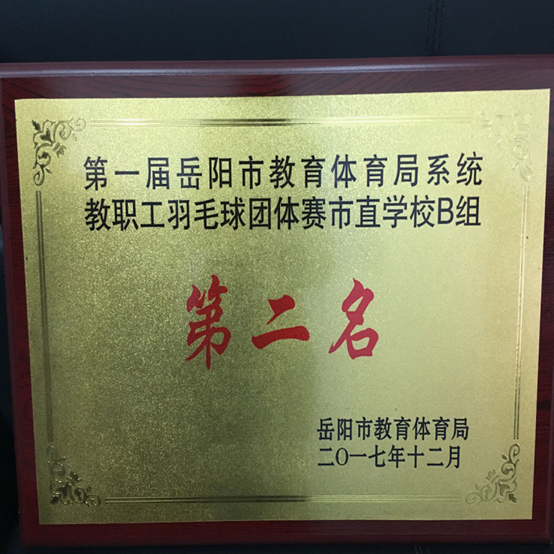 第一届岳阳市教育体育局系统
教职工羽毛球团体赛市直学校B组
第二名
岳阳市教育体育局
二〇一七年十二月